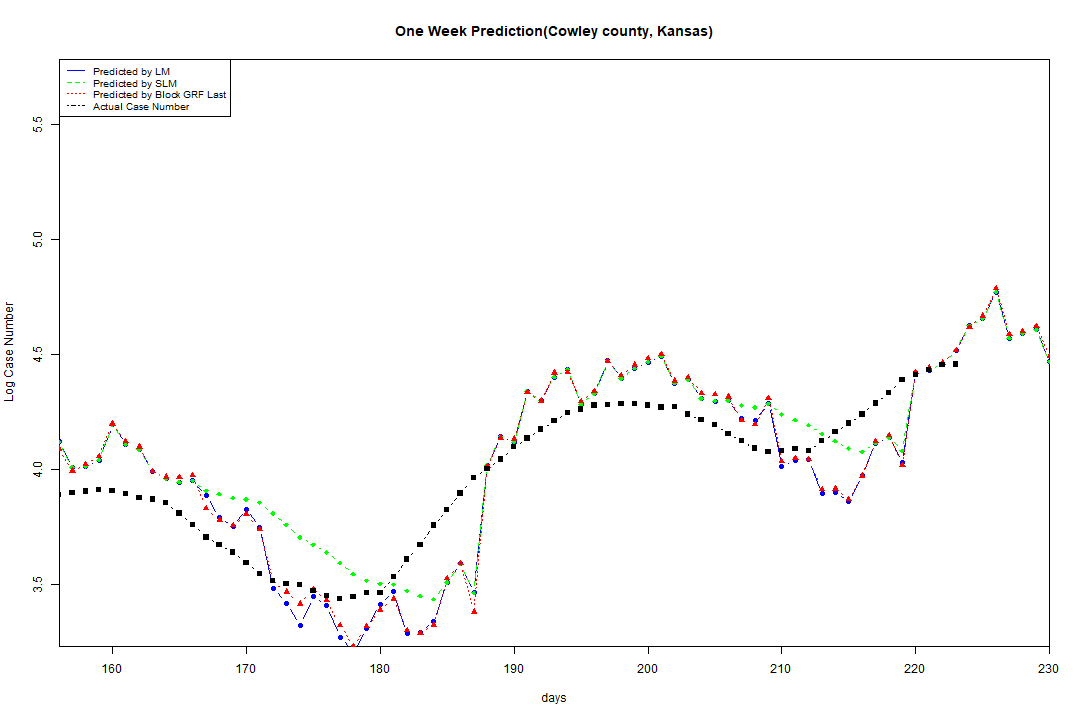 One Week Prediction(Cowley county, Kansas)
Predicted by LM
Predicted by SLM
Predicted by Block GRF Last
Actual Case Number
5.5
5.0
4.5
4.0
3.5
Log Case Number
160 170 180 190 200 210 220 230
days